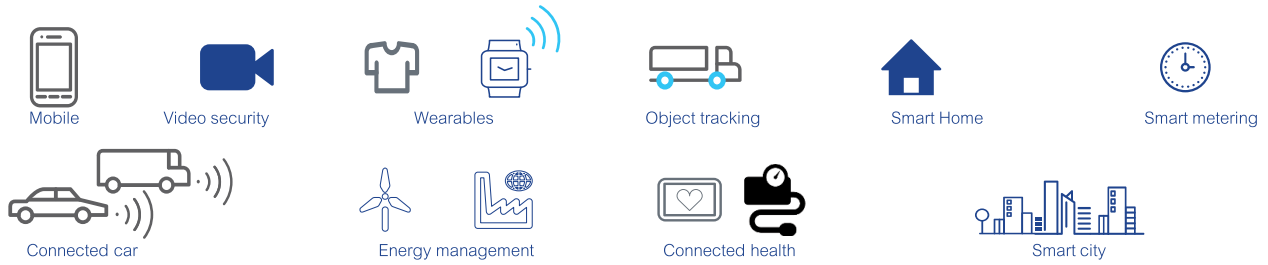 Mobile
Video security
Wearables
Object tracking
Smart Home
Smart metering
Connected car
Energy management
Connected health
Smart city